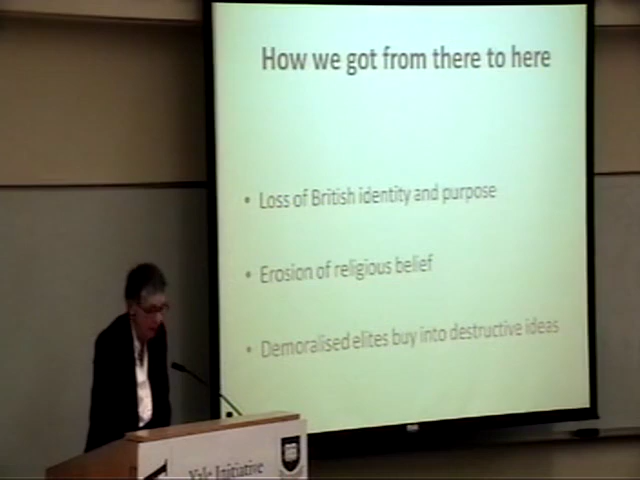 How we got from there to here
• Loss of British identity and purpose
• Erosion of religious belief
• Demoralised elites buy into destructive ideas
Yale Initiative